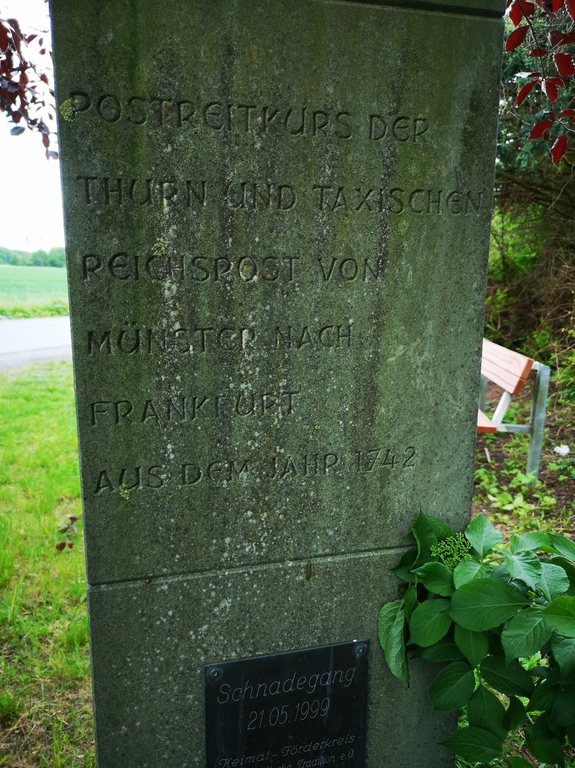 POSTREITKURS DER
THURN UND TAXISCHEN
REICHSPOST VON
MÜNSTER NACH
FRANKFURT
AUS DEM JAHR 1742
Schnadegang
21.05.1999
Heimat-Förderkreis-
Tradition e.V.